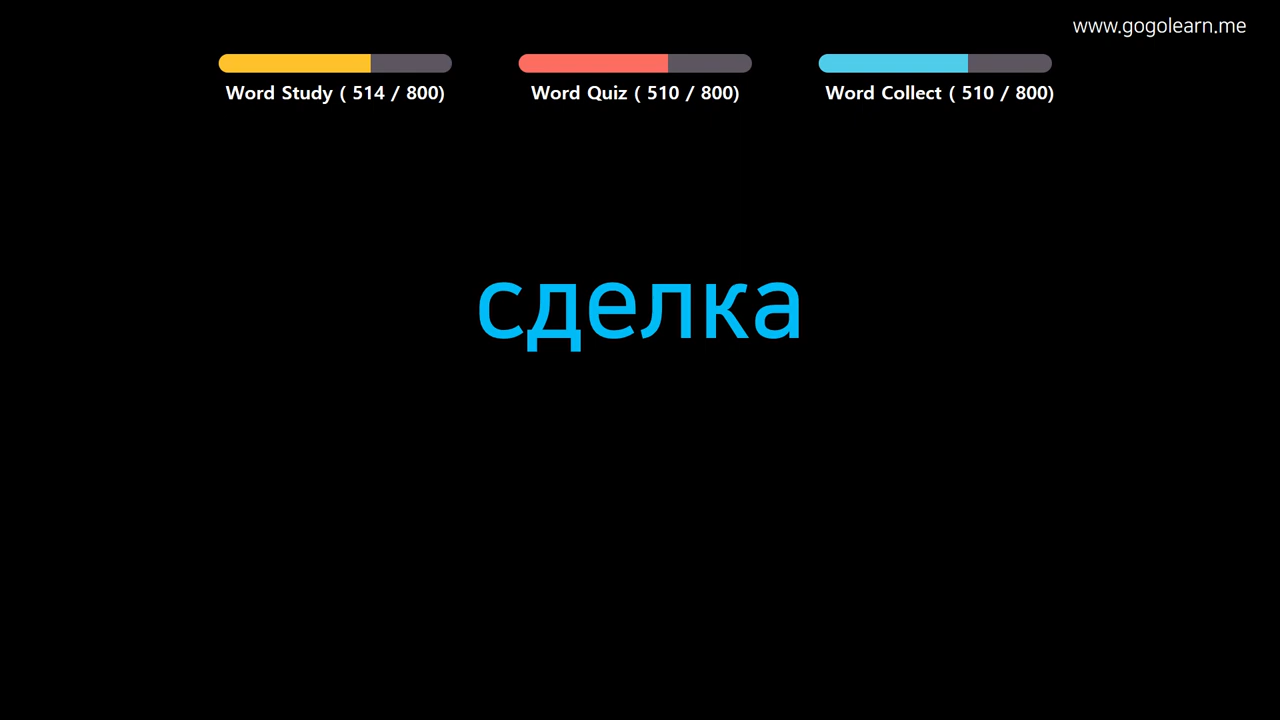 www.gogolearn.me
Word Study ( 514 / 800)
Word Quiz ( 510 / 800)
Word Collect ( 510 / 800)
сделка